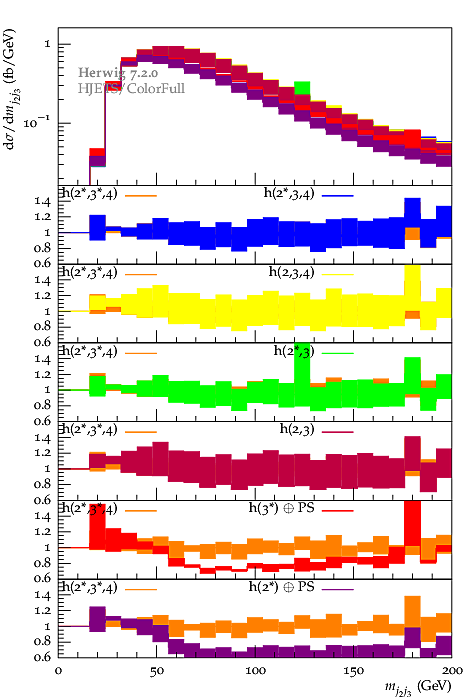 dσ/dm_{j₂j₃} (fb/GeV)
1
10⁻¹
Herwig 7.2.0
HJETS/ColorFull
h(2*,3*,4) h(2*,3,4)
1.4
1.2
1
0.8
0.6
h(2*,3*,4) h(2,3,4)
1.4
1.2
1
0.8
0.6
h(2*,3*,4) h(2*,3)
1.4
1.2
1
0.8
0.6
h(2*,3*,4) h(2,3)
1.4
1.2
1
0.8
0.6
h(2*,3*,4) h(3*) ⊕ PS
1.4
1.2
1
0.8
0.6
h(2*,3*,4) h(2*) ⊕ PS
1.4
1.2
1
0.8
0.6
0 50 100 150 200
m_{j₂j₃} (GeV)